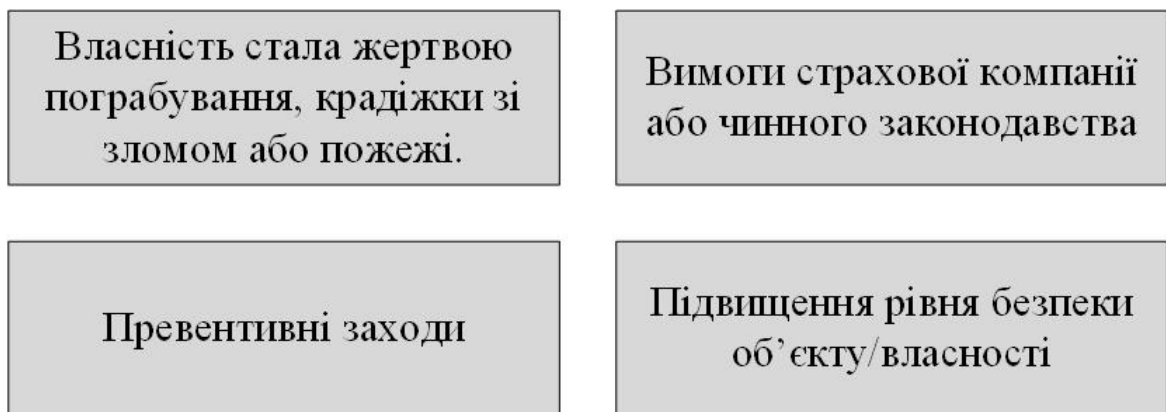 Власність стала жертвою
пограбування, крадіжки зі
зломом або пожежі.
Вимоги страхової компанії
або чинного законодавства
Превентивні заходи
Підвищення рівня безпеки
об’єкту/власності